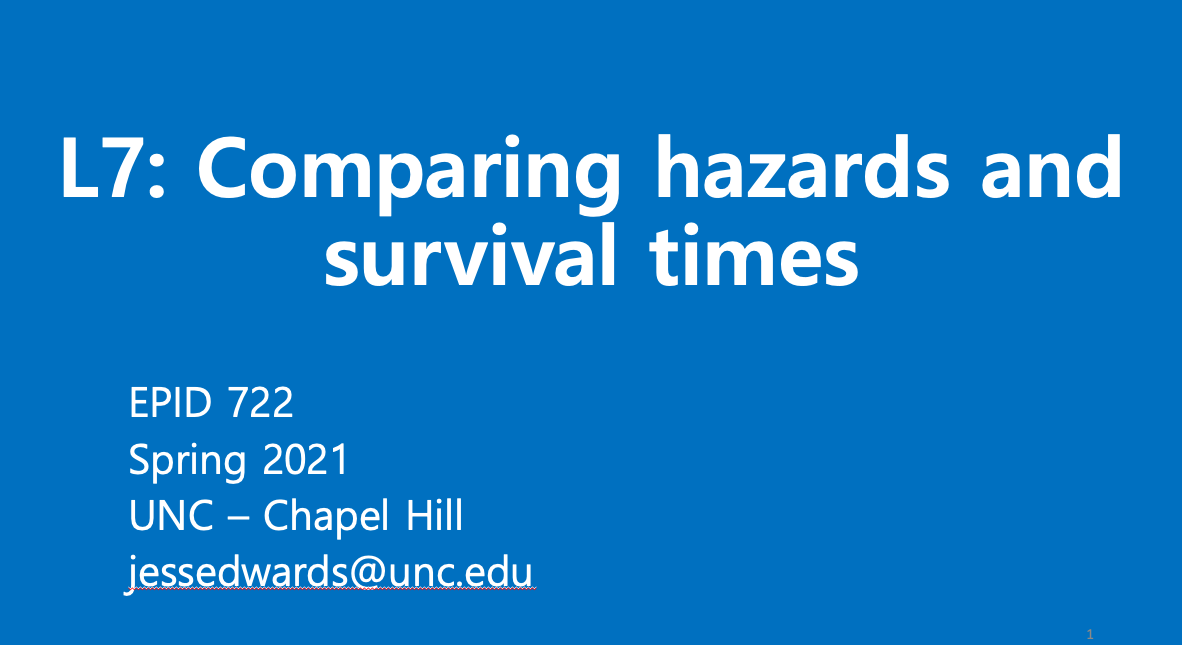 L7: Comparing hazards and
survival times
EPID 722
Spring 2021
UNC – Chapel Hill
jessedwards@unc.edu
1